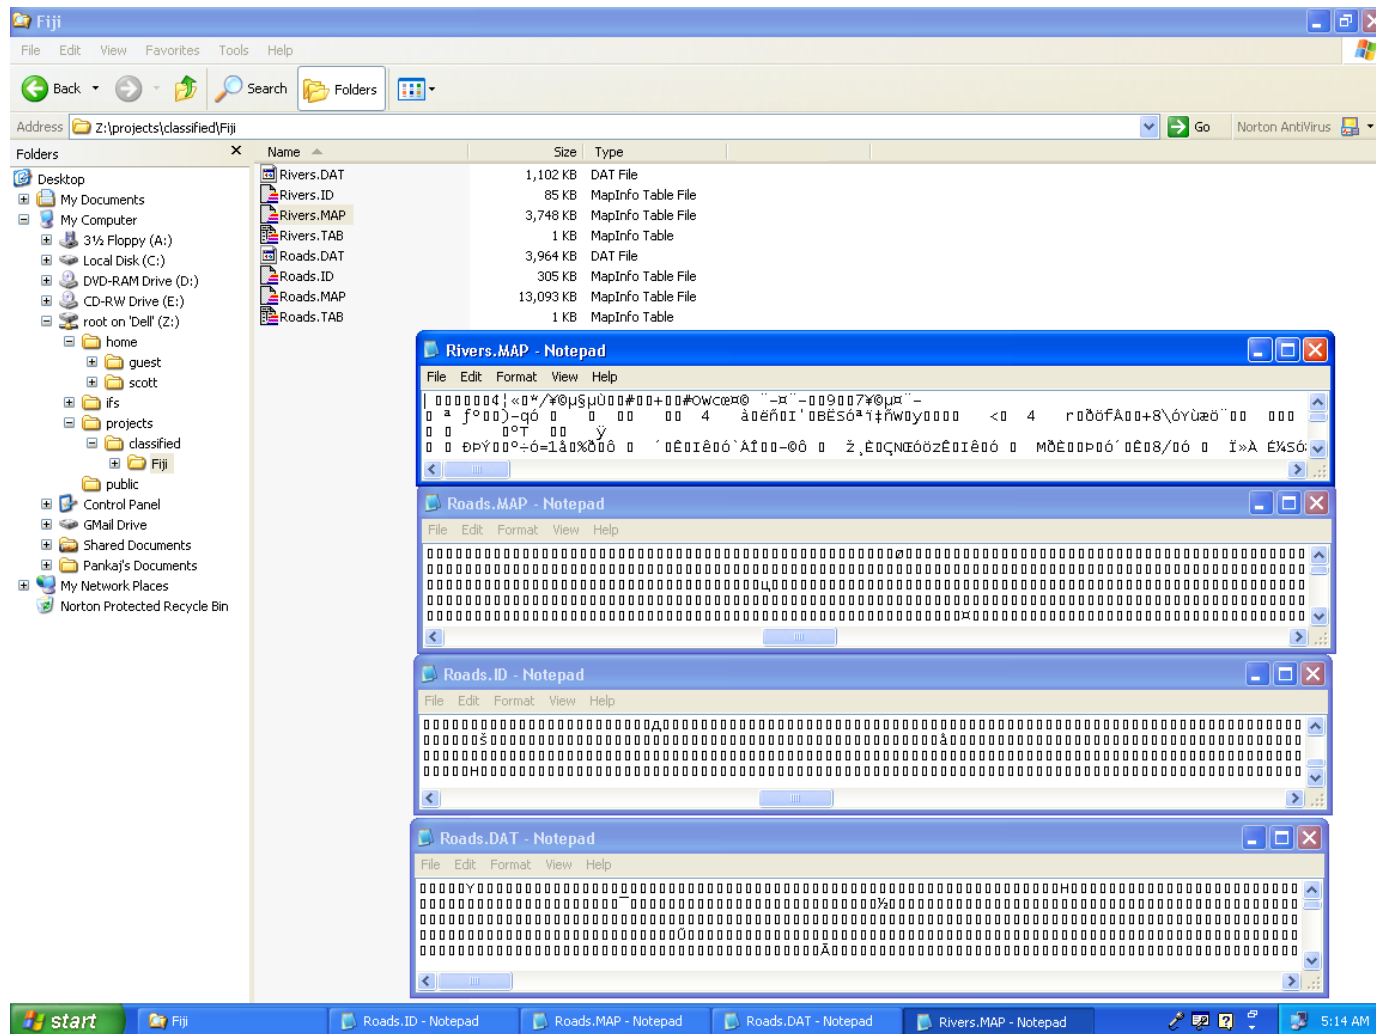 Fiji
File Edit View Favorites Tools Help
Back Search Folders
Address Z:\projects\classified\Fiji Go Norton AntiVirus
Folders
Desktop
My Documents
My Computer
3½ Floppy (A:)
Local Disk (C:)
DVD-RAM Drive (D:)
CD-RW Drive (E:)
root on 'Dell' (Z:)
home
guest
scott
ifs
projects
classified
Fiji
public
Control Panel
GMail Drive
Shared Documents
Pankaj's Documents
My Network Places
Norton Protected Recycle Bin
Name Size Type
Rivers.DAT 1,102 KB DAT File
Rivers.ID 85 KB MapInfo Table File
Rivers.MAP 3,748 KB MapInfo Table File
Rivers.TAB 1 KB MapInfo Table
Roads.DAT 3,964 KB DAT File
Roads.ID 305 KB MapInfo Table File
Roads.MAP 13,093 KB MapInfo Table File
Roads.TAB 1 KB MapInfo Table
Rivers.MAP - Notepad
File Edit Format View Help
Roads.MAP - Notepad
File Edit Format View Help
Roads.ID - Notepad
File Edit Format View Help
Roads.DAT - Notepad
File Edit Format View Help
start Fiji Roads.ID - Notepad Roads.MAP - Notepad Roads.DAT - Notepad Rivers.MAP - Notepad 5:14 AM